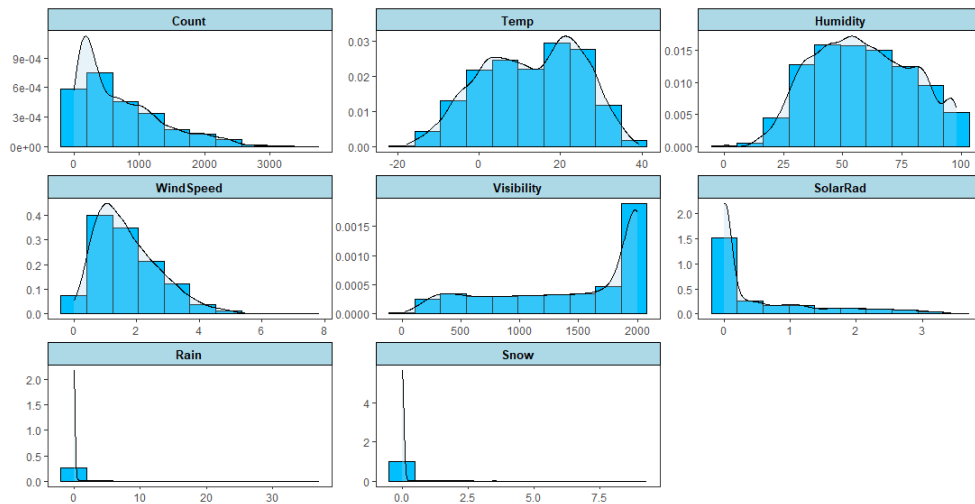 Count
9e-04
6e-04
3e-04
0e+00
0 1000 2000 3000
Temp
0.03
0.02
0.01
0.00
-20 0 20 40
Humidity
0.015
0.010
0.005
0.000
0 25 50 75 100
WindSpeed
0.4
0.3
0.2
0.1
0.0
0 2 4 6 8
Visibility
0.0015
0.0010
0.0005
0.0000
0 500 1000 1500 2000
SolarRad
2.0
1.5
1.0
0.5
0.0
0 1 2 3
Rain
2.0
1.5
1.0
0.5
0.0
0 10 20 30
Snow
4
2
0
0.0 2.5 5.0 7.5